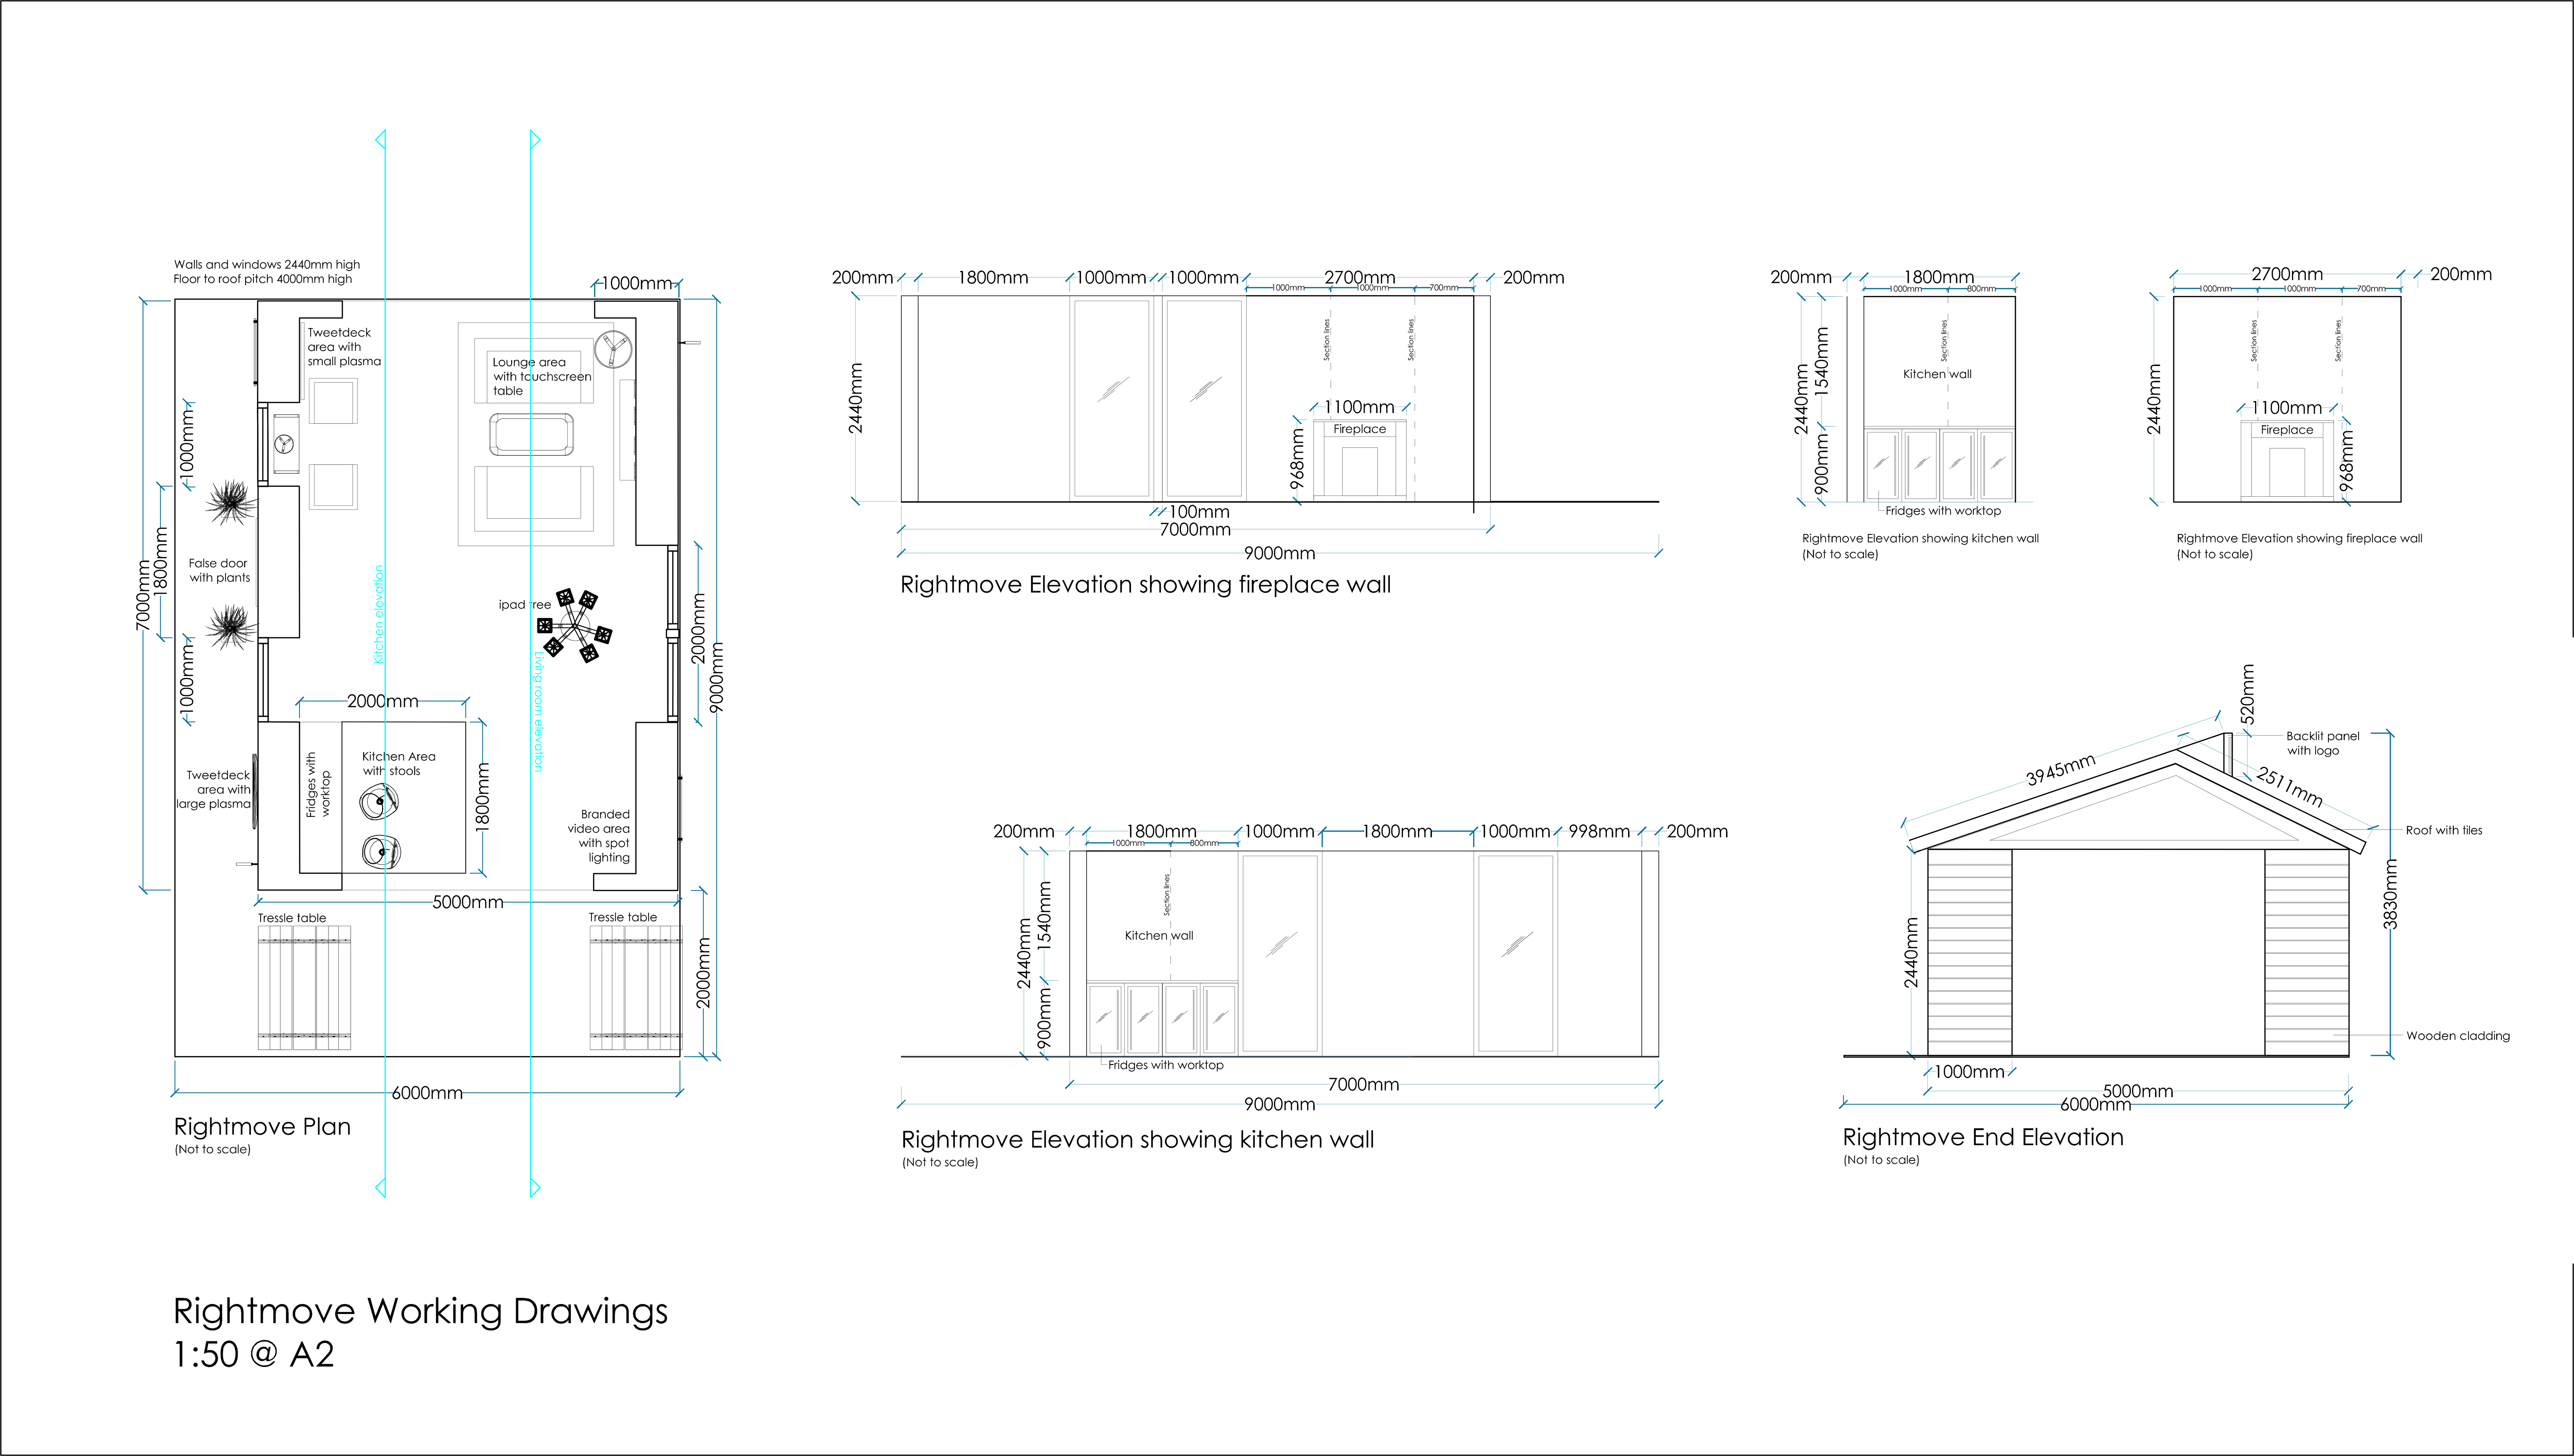 Walls and windows 2440mm high
Floor to roof pitch 4000mm high
1000mm
Tweetdeck
area with
small plasma
Lounge area
with touchscreen
table
1000mm
7000mm
1800mm
False door
with plants
Kitchen elevation
ipad tree
2000mm
9000mm
Living room elevation
1000mm
2000mm
Tweetdeck
area with
large plasma
Fridges with
worktop
Kitchen Area
with stools
1800mm
Branded
video area
with spot
lighting
5000mm
Tressle table
Tressle table
2000mm
6000mm
Rightmove Plan
(Not to scale)
200mm
1800mm
1000mm
1000mm
2700mm
200mm
1000mm
1000mm
700mm
Section lines
Section lines
2440mm
1100mm
Fireplace
968mm
100mm
7000mm
9000mm
Rightmove Elevation showing fireplace wall
200mm
1800mm
1000mm
800mm
Section lines
2440mm
1540mm
Kitchen wall
900mm
Fridges with worktop
Rightmove Elevation showing kitchen wall
(Not to scale)
2700mm
200mm
1000mm
1000mm
700mm
Section lines
Section lines
2440mm
1100mm
Fireplace
968mm
Rightmove Elevation showing fireplace wall
(Not to scale)
200mm
1800mm
1000mm
1800mm
1000mm
998mm
200mm
1000mm
800mm
Section lines
2440mm
1540mm
Kitchen wall
900mm
Fridges with worktop
7000mm
9000mm
Rightmove Elevation showing kitchen wall
(Not to scale)
520mm
Backlit panel
with logo
3945mm
2511mm
Roof with tiles
3830mm
2440mm
Wooden cladding
1000mm
5000mm
6000mm
Rightmove End Elevation
(Not to scale)
Rightmove Working Drawings
1:50 @ A2